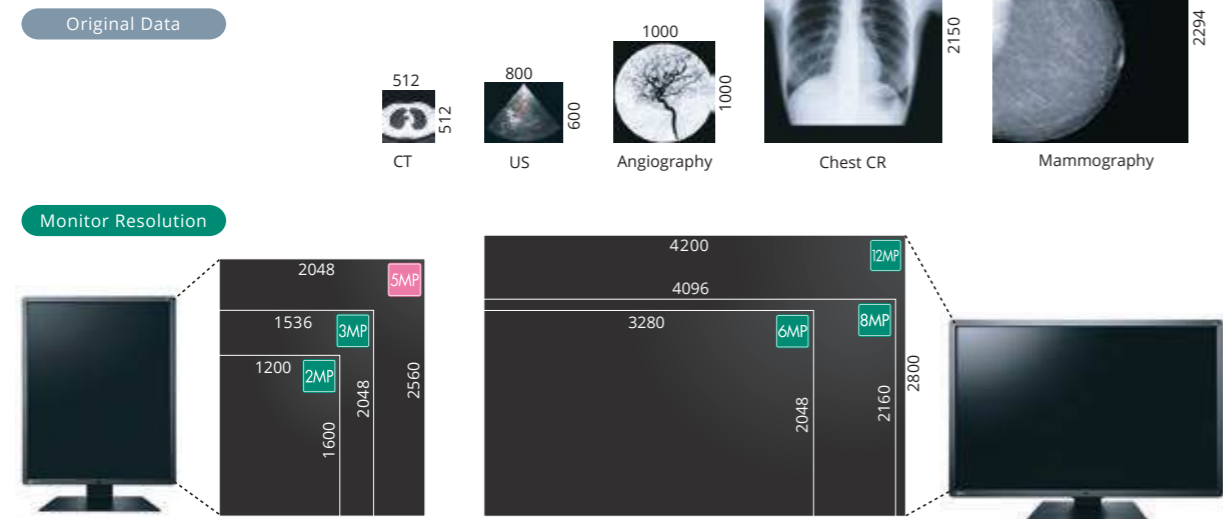 Original Data
2150
2294
1000
1000
512
512
800
600
CT
US
Angiography
Chest CR
Mammography
Monitor Resolution
2048
5MP
1536
3MP
1200
2MP
2560
2048
1600
4200
12MP
4096
8MP
3280
6MP
2800
2160
2048